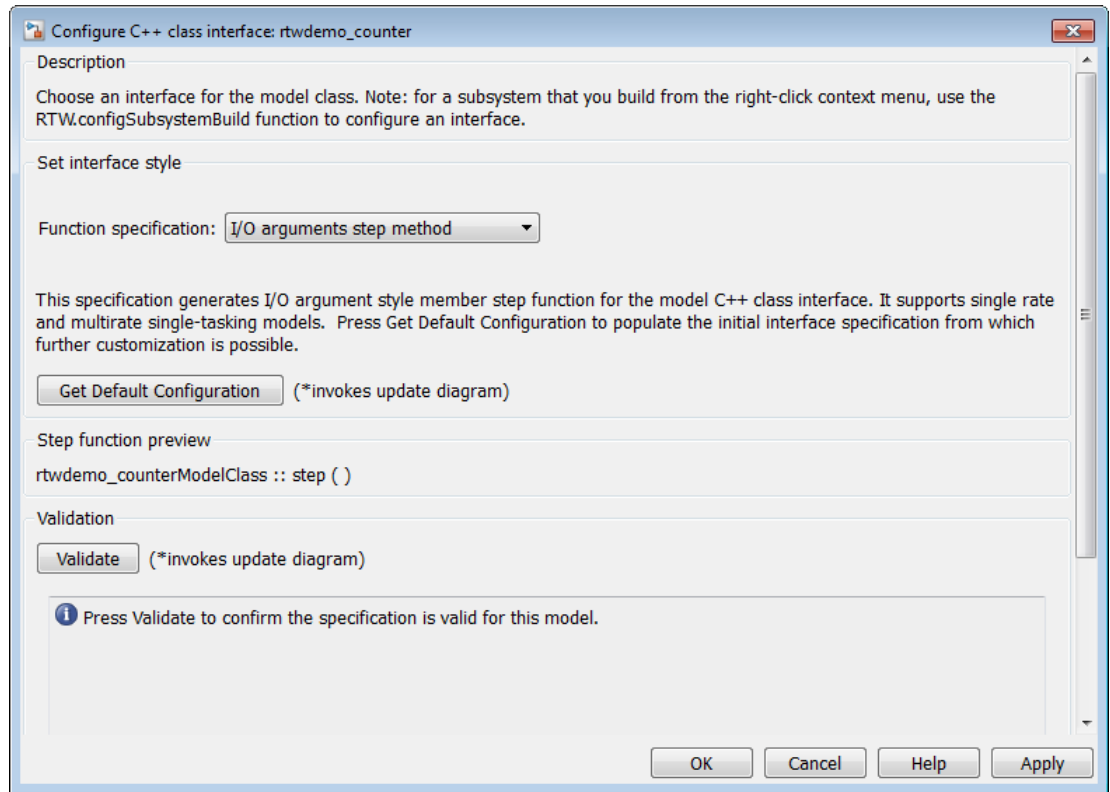 Configure C++ class interface: rtwdemo_counter
Description
Choose an interface for the model class. Note: for a subsystem that you build from the right-click context menu, use the
RTW.configSubsystemBuild function to configure an interface.
Set interface style
Function specification: I/O arguments step method
This specification generates I/O argument style member step function for the model C++ class interface. It supports single rate
and multirate single-tasking models.  Press Get Default Configuration to populate the initial interface specification from which
further customization is possible.
Get Default Configuration (*invokes update diagram)
Step function preview
rtwdemo_counterModelClass :: step ( )
Validation
Validate (*invokes update diagram)
Press Validate to confirm the specification is valid for this model.
OK Cancel Help Apply